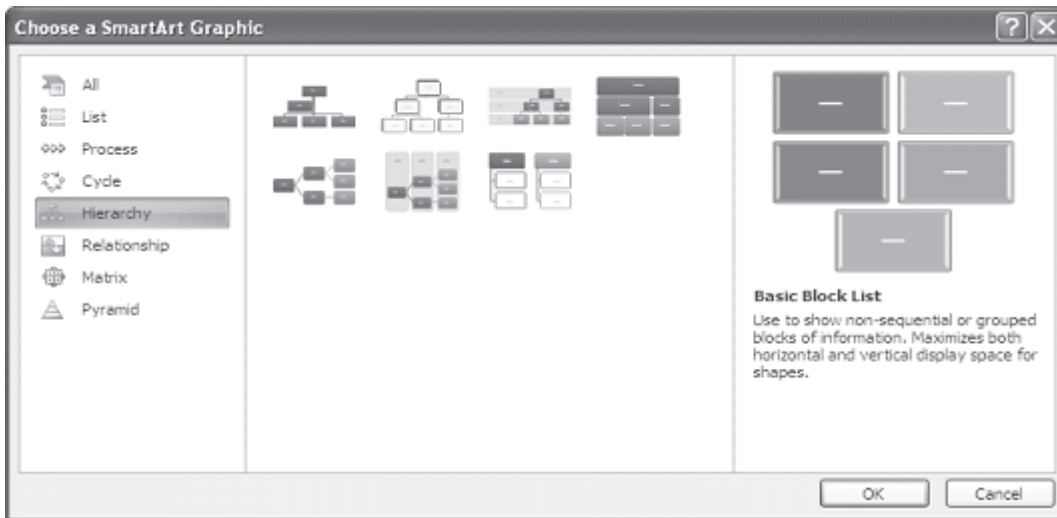 Choose a SmartArt Graphic
All
List
Process
Cycle
Hierarchy
Relationship
Matrix
Pyramid
Basic Block List
Use to show non-sequential or grouped
blocks of information. Maximizes both
horizontal and vertical display space for
shapes.
OK
Cancel